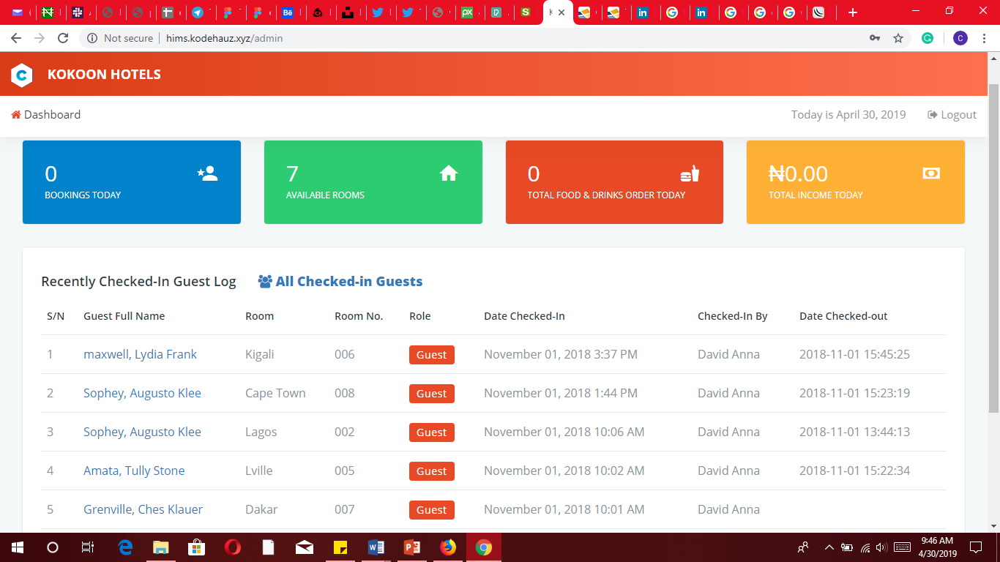 Not secure | hims.kodehauz.xyz/admin
C
C KOKOON HOTELS
Dashboard
Today is April 30, 2019
Logout
0
BOOKINGS TODAY
7
AVAILABLE ROOMS
0
TOTAL FOOD & DRINKS ORDER TODAY
₦0.00
TOTAL INCOME TODAY
Recently Checked-In Guest Log All Checked-in Guests
S/N Guest Full Name Room Room No. Role Date Checked-In Checked-In By Date Checked-out
1 maxwell, Lydia Frank Kigali 006 Guest November 01, 2018 3:37 PM David Anna 2018-11-01 15:45:25
2 Sophey, Augusto Klee Cape Town 008 Guest November 01, 2018 1:44 PM David Anna 2018-11-01 15:23:19
3 Sophey, Augusto Klee Lagos 002 Guest November 01, 2018 10:06 AM David Anna 2018-11-01 13:44:13
4 Amata, Tully Stone Lville 005 Guest November 01, 2018 10:02 AM David Anna 2018-11-01 15:22:34
5 Grenville, Ches Klauer Dakar 007 Guest November 01, 2018 10:01 AM David Anna
9:46 AM
4/30/2019